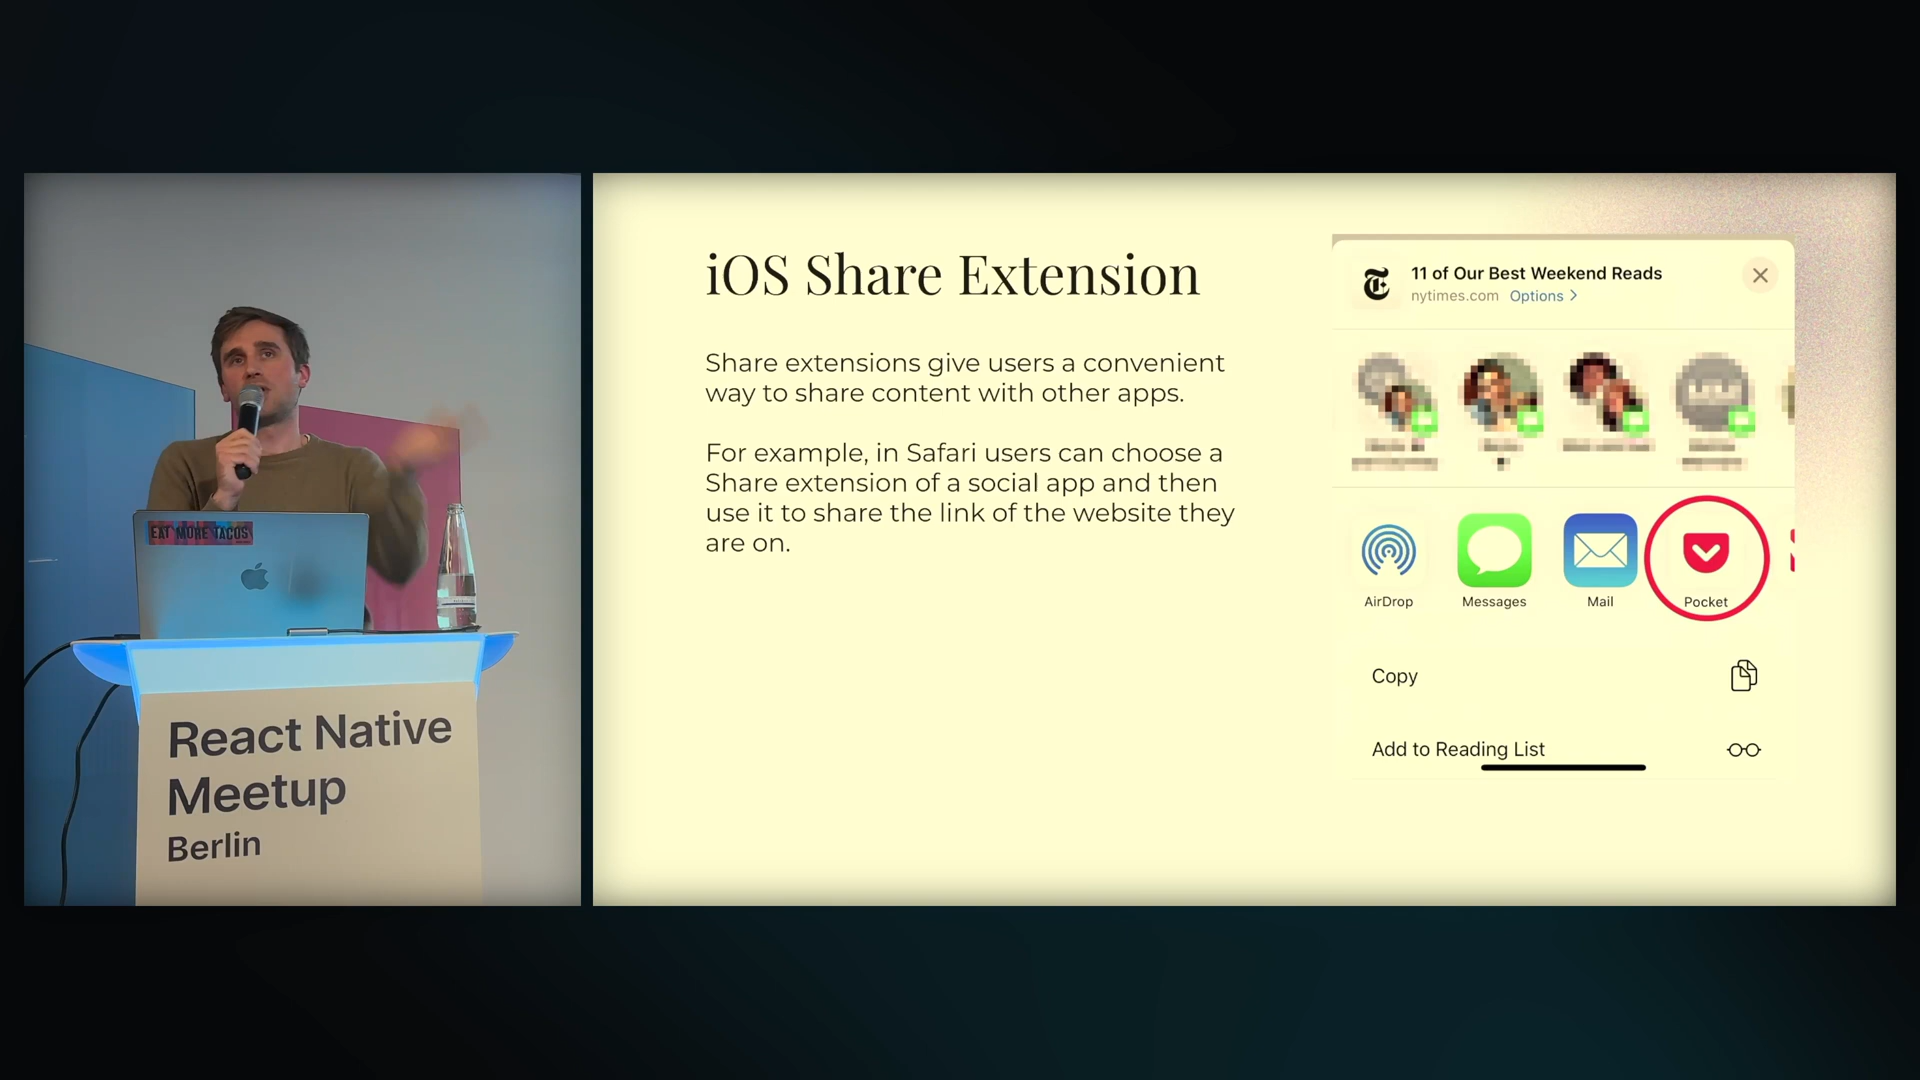 EAT MORE TACOS
React Native
Meetup
Berlin
iOS Share Extension
Share extensions give users a convenient
way to share content with other apps.
For example, in Safari users can choose a
Share extension of a social app and then
use it to share the link of the website they
are on.
11 of Our Best Weekend Reads
nytimes.com Options >
AirDrop
Messages
Mail
Pocket
Copy
Add to Reading List